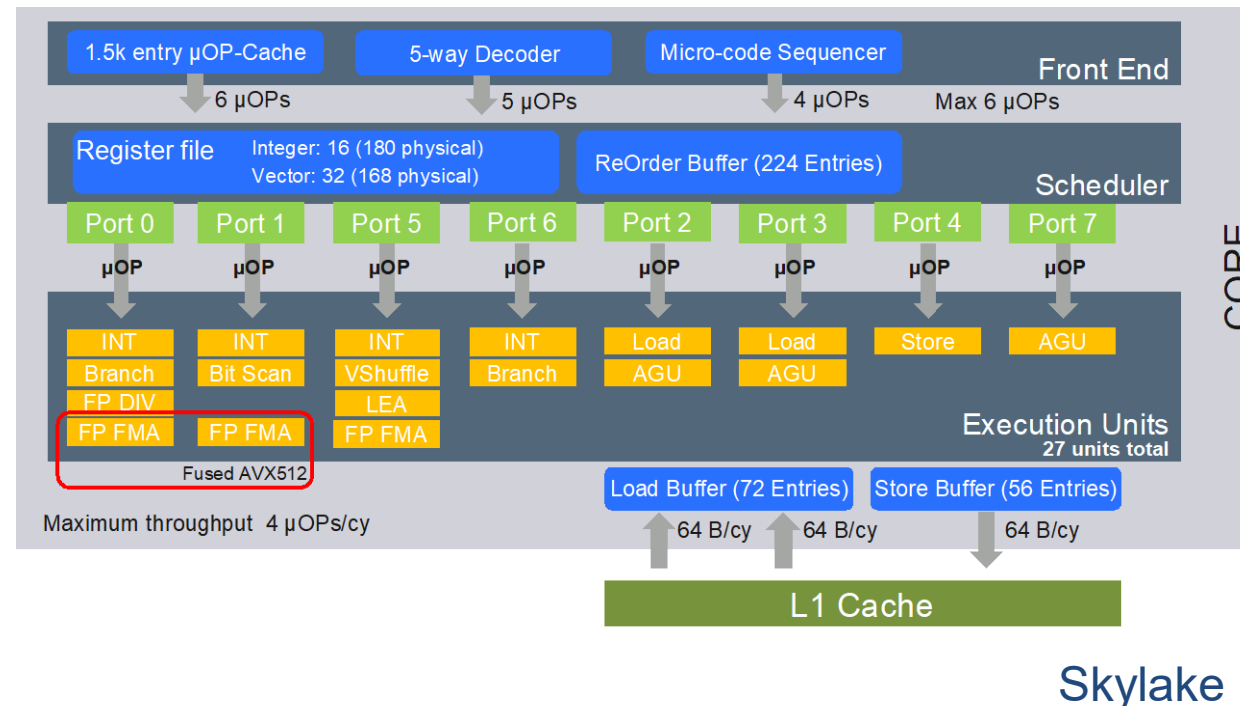 1.5k entry µOP-Cache
5-way Decoder
Micro-code Sequencer
Front End
6 µOPs
5 µOPs
4 µOPs
Max 6 µOPs
Register file
Integer: 16 (180 physical)
Vector: 32 (168 physical)
ReOrder Buffer (224 Entries)
Scheduler
Port 0
Port 1
Port 5
Port 6
Port 2
Port 3
Port 4
Port 7
µOP
µOP
µOP
µOP
µOP
µOP
µOP
µOP
INT
INT
INT
INT
Load
Load
Store
AGU
Branch
Bit Scan
VShuffle
Branch
AGU
AGU
FP DIV
LEA
FP FMA
FP FMA
FP FMA
Execution Units
27 units total
Fused AVX512
Load Buffer (72 Entries)
Store Buffer (56 Entries)
Maximum throughput 4 µOPs/cy
64 B/cy
64 B/cy
64 B/cy
L1 Cache
CORE
Skylake